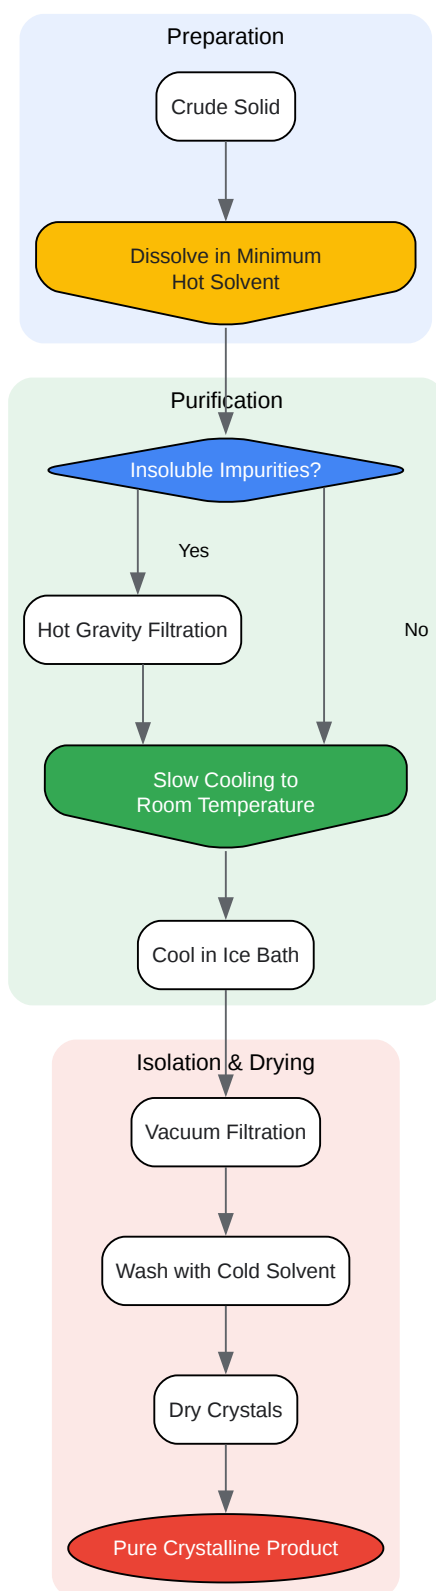 Preparation
Crude Solid
Dissolve in Minimum
Hot Solvent
Purification
Insoluble Impurities?
Yes
Hot Gravity Filtration
No
Slow Cooling to
Room Temperature
Cool in Ice Bath
Isolation & Drying
Vacuum Filtration
Wash with Cold Solvent
Dry Crystals
Pure Crystalline Product